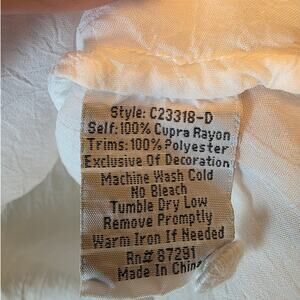 Style: C23318-D
Self:100% Cupra Rayon
Trims:100% Polyester
Exclusive Of Decoration
Machine Wash Cold
No Bleach
Tumble Dry Low
Remove Promptly
Warm Iron If Needed
Rn# 87291
Made In China